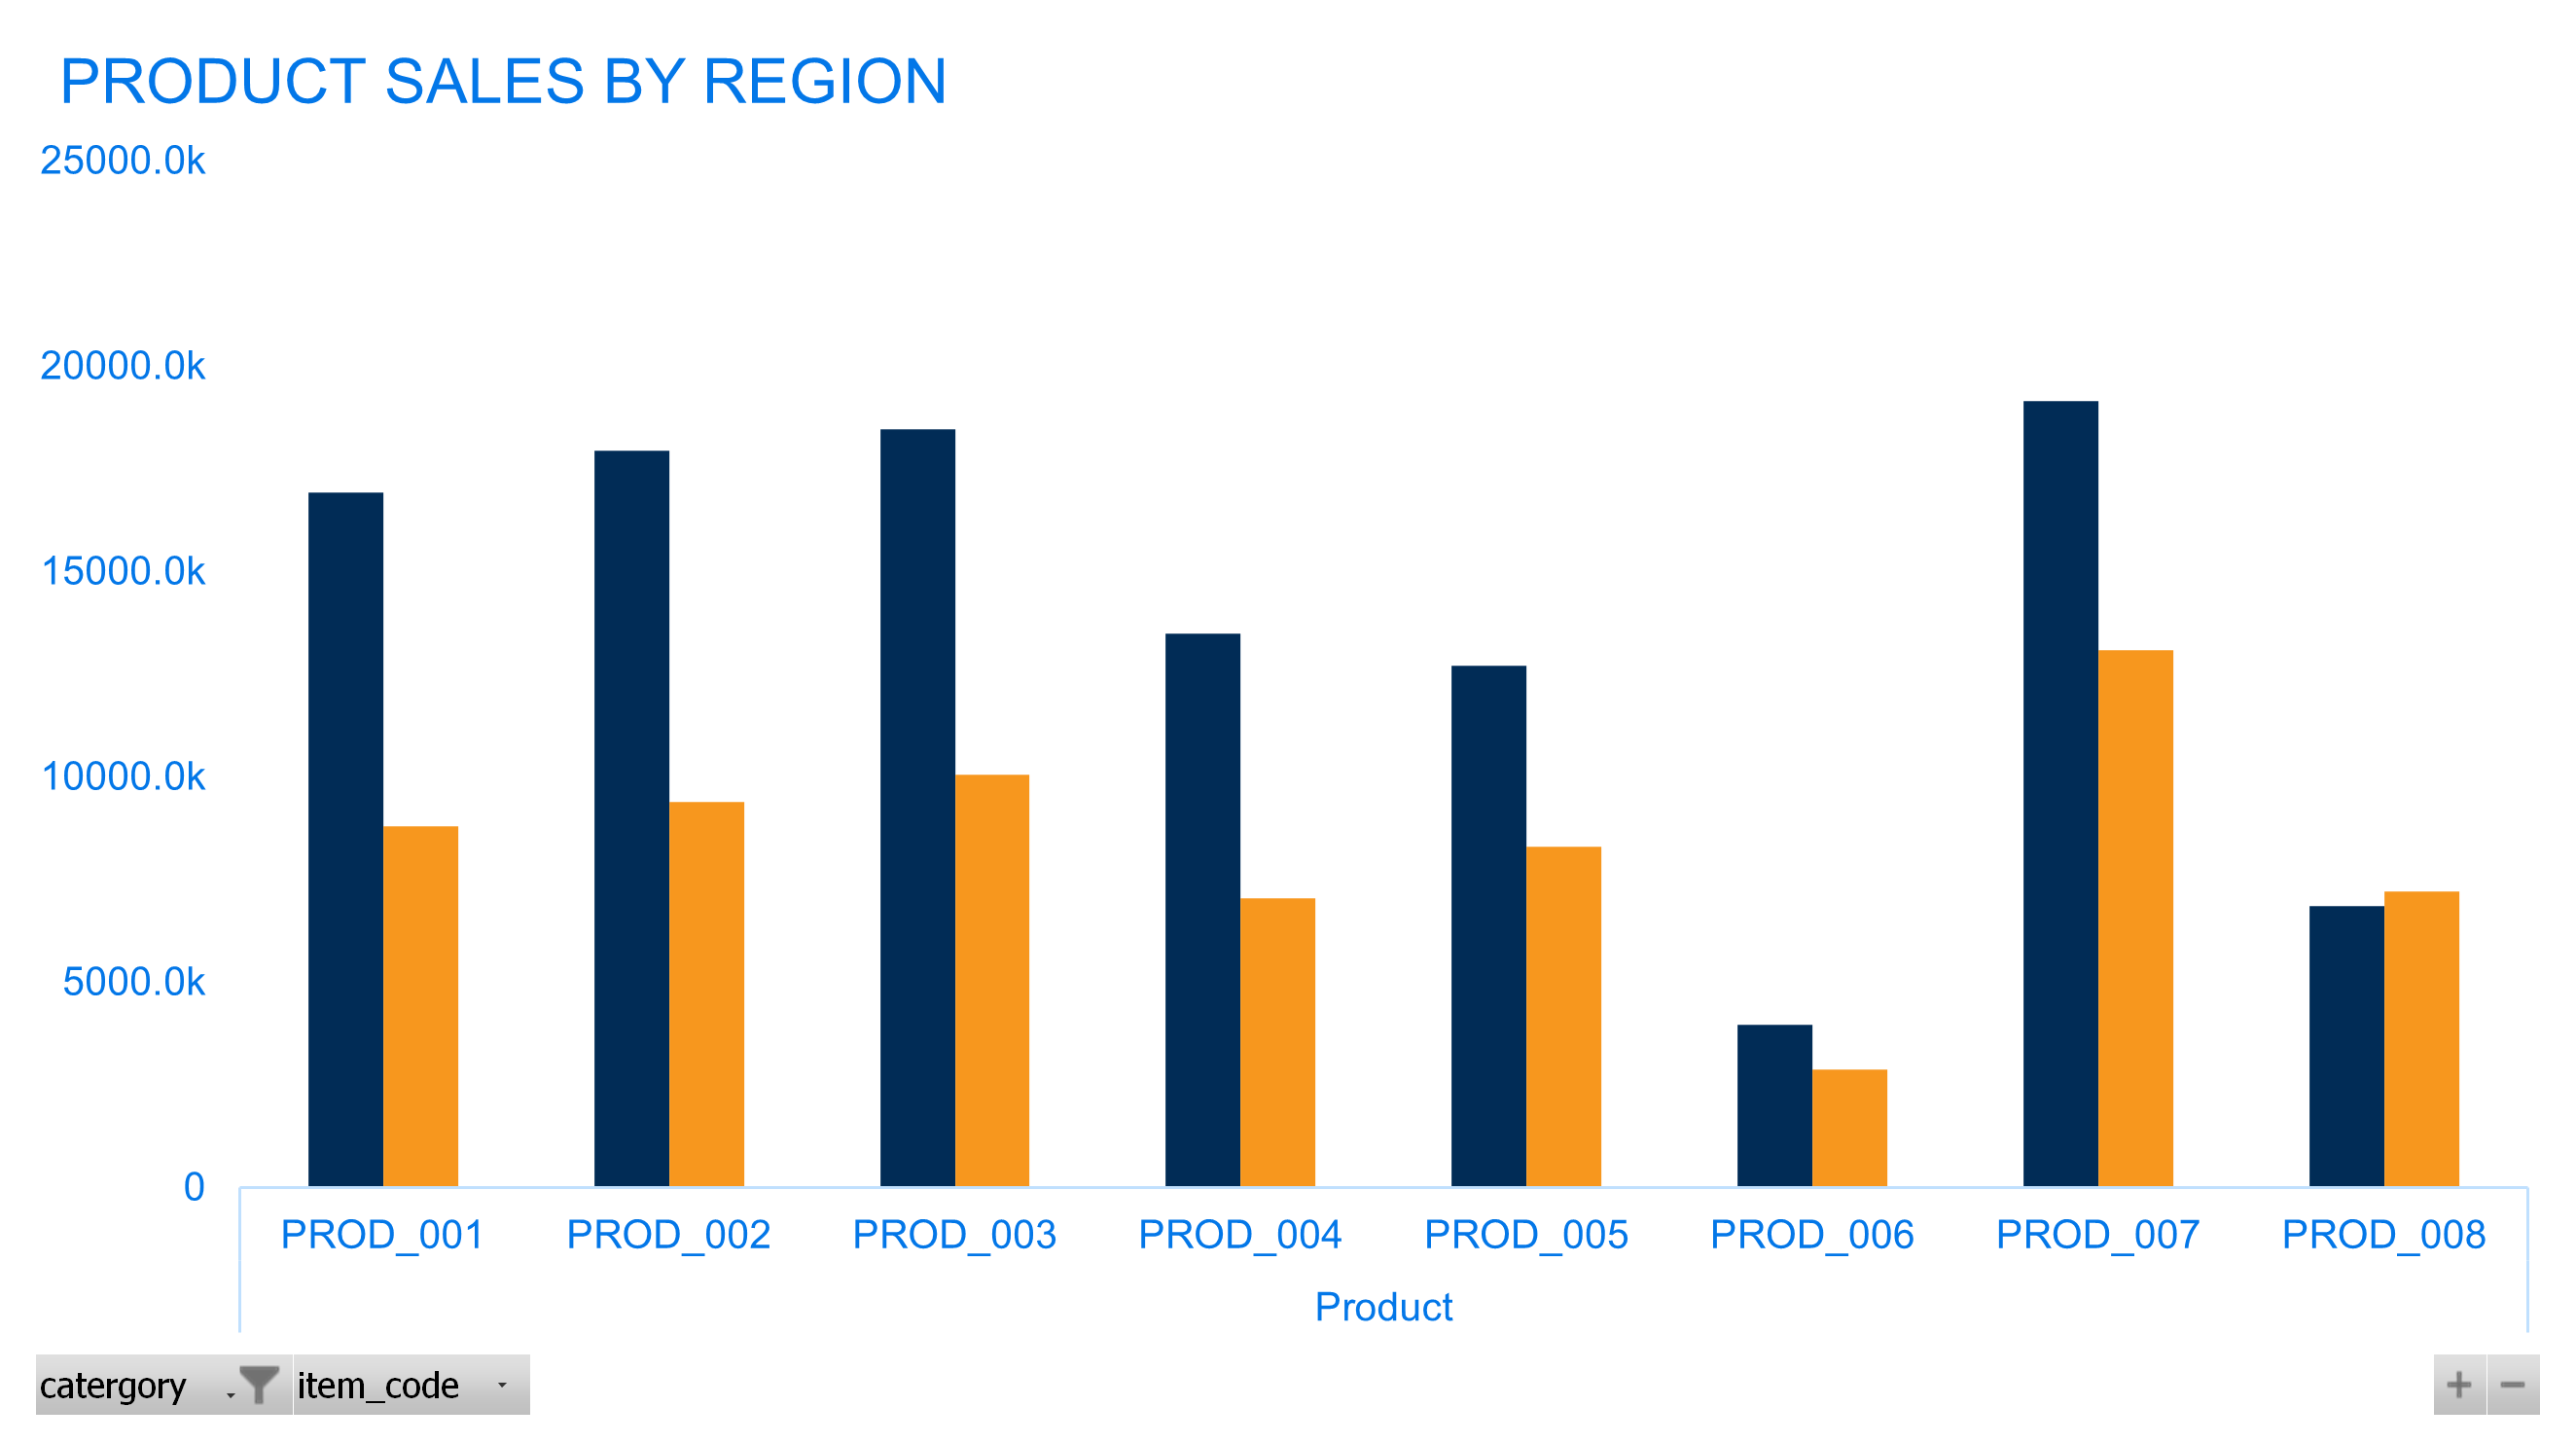 PRODUCT SALES BY REGION
25000.0k
20000.0k
15000.0k
10000.0k
5000.0k
0
PROD_001 PROD_002 PROD_003 PROD_004 PROD_005 PROD_006 PROD_007 PROD_008
Product
catergory item_code
+ −